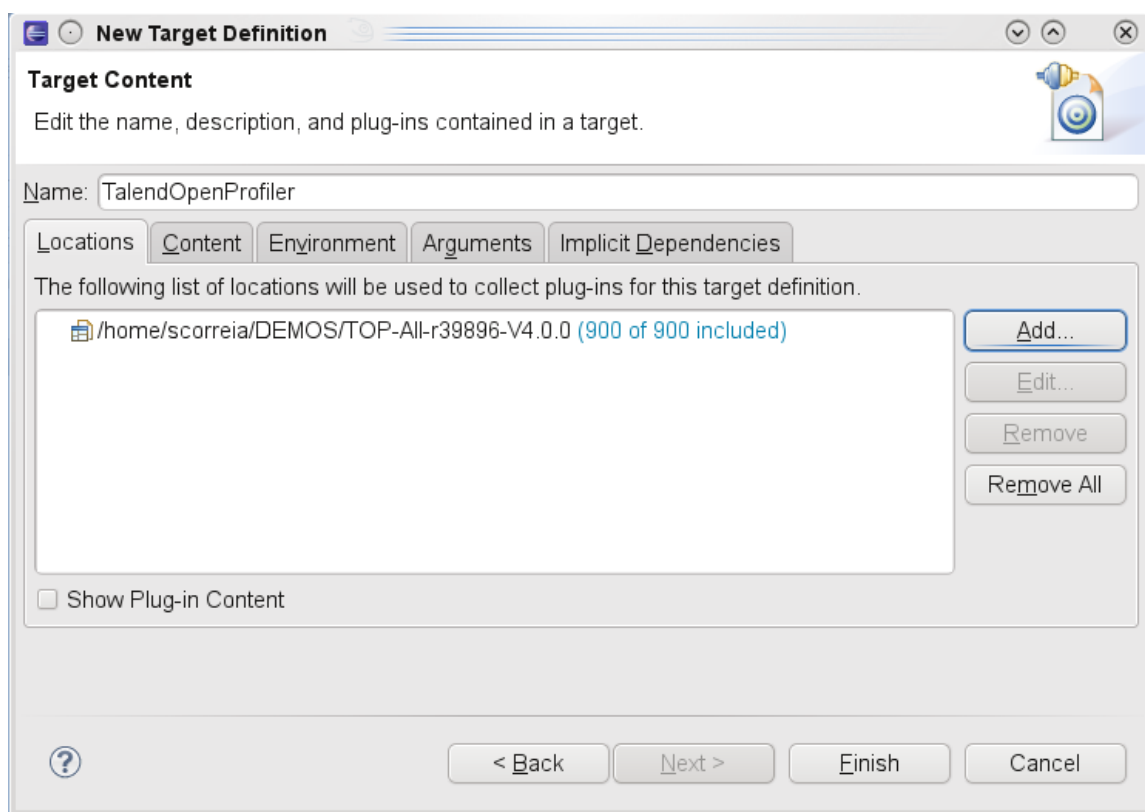 New Target Definition
Target Content
Edit the name, description, and plug-ins contained in a target.
Name: TalendOpenProfiler
Locations Content Environment Arguments Implicit Dependencies
The following list of locations will be used to collect plug-ins for this target definition.
/home/scorreia/DEMOS/TOP-All-r39896-V4.0.0 (900 of 900 included)
Add...
Edit...
Remove
Remove All
Show Plug-in Content
? < Back Next > Finish Cancel